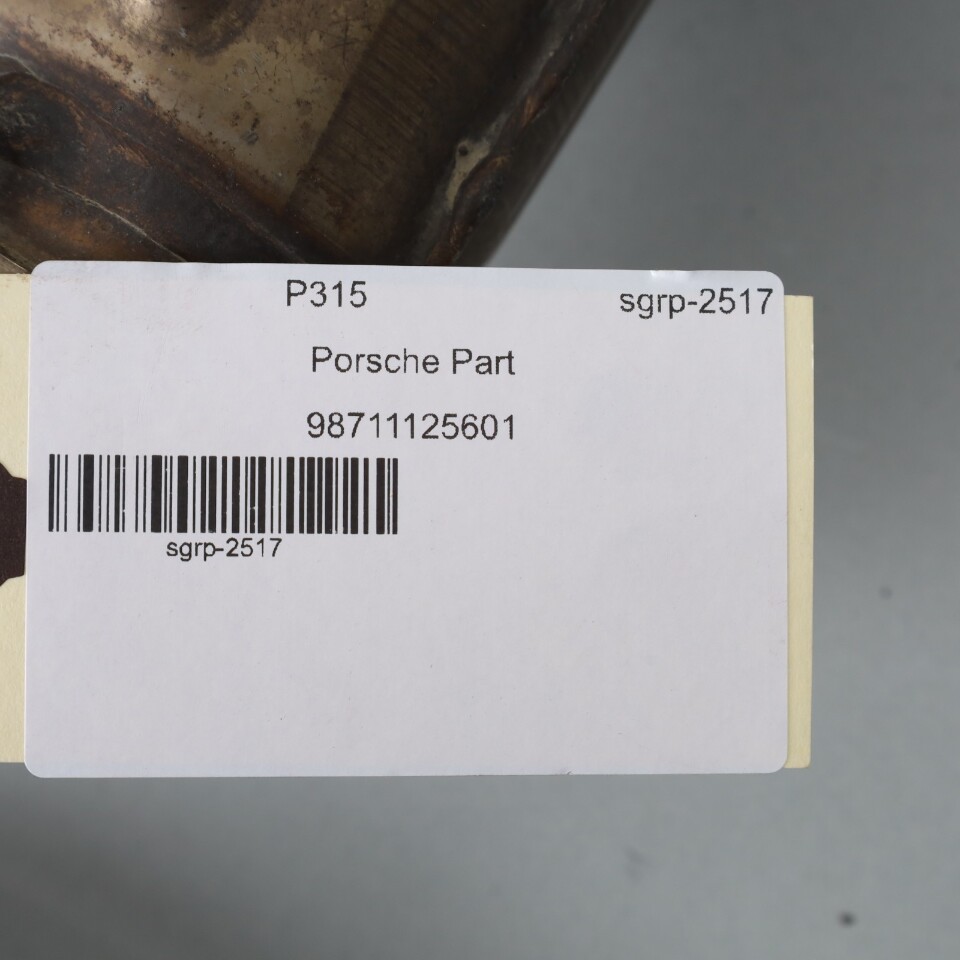 P315 sgrp-2517
Porsche Part
98711125601
sgrp-2517